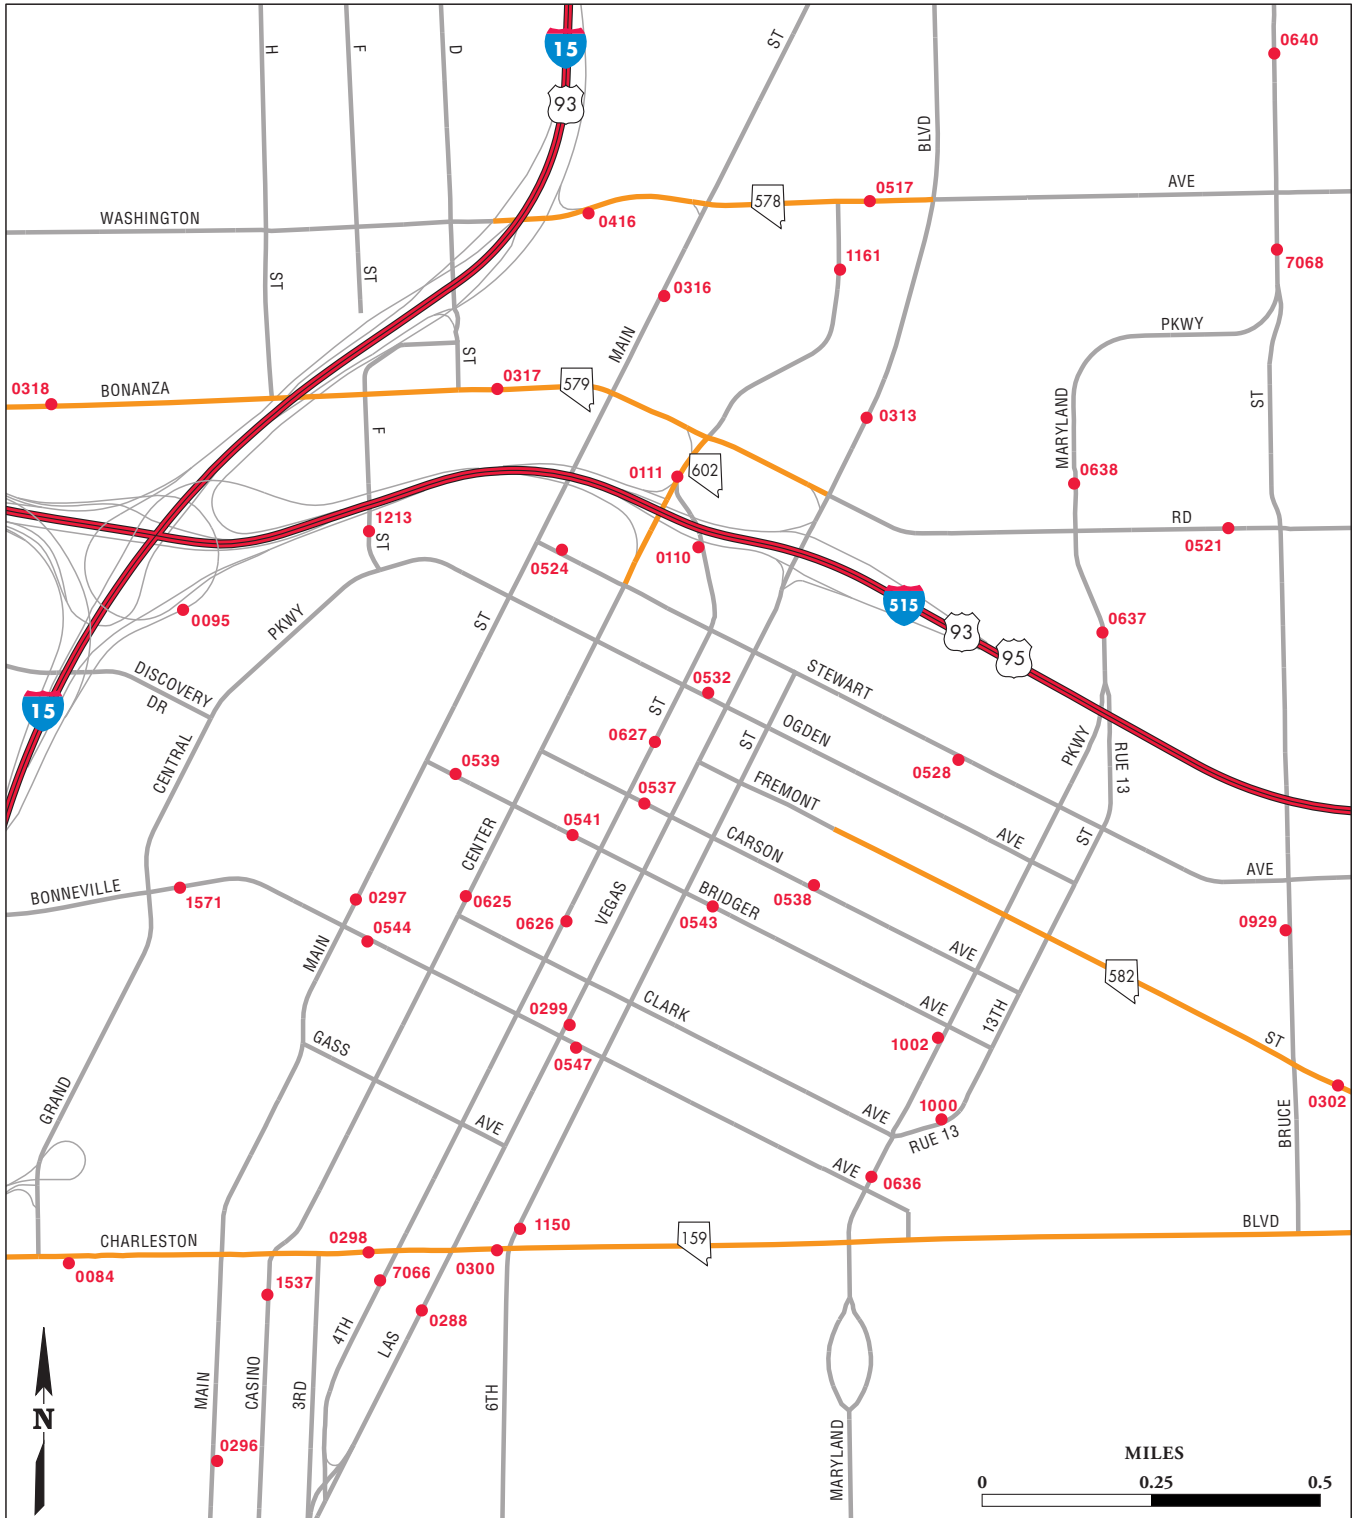 H
F
D
15
ST
0640
93
BLVD
AVE
578
0517
WASHINGTON
0416
1161
7068
ST
ST
0316
PKWY
MAIN
ST
0318
BONANZA
0317
579
ST
0313
MARYLAND
F
0111
602
0638
1213
RD
ST
0524
0110
0521
515
0095
PKWY
ST
93
0637
95
DISCOVERY
DR
STEWART
0532
15
ST
OGDEN
0627
ST
PKWY
CENTRAL
0539
0528
RUE 13
FREMONT
0537
0541
CARSON
AVE
ST
CENTER
AVE
BONNEVILLE
1571
0297
0625
BRIDGER
0538
VEGAS
0626
0543
0929
0544
MAIN
AVE
582
CLARK
0299
AVE
13TH
GASS
1002
ST
0547
0302
GRAND
1000
AVE
AVE
RUE 13
BRUCE
AVE
0636
1150
BLVD
CHARLESTON
0298
159
0084
0300
1537
7066
0288
4TH
LAS
MAIN
CASINO
3RD
6TH
N
0296
MARYLAND
MILES
0 0.25 0.5